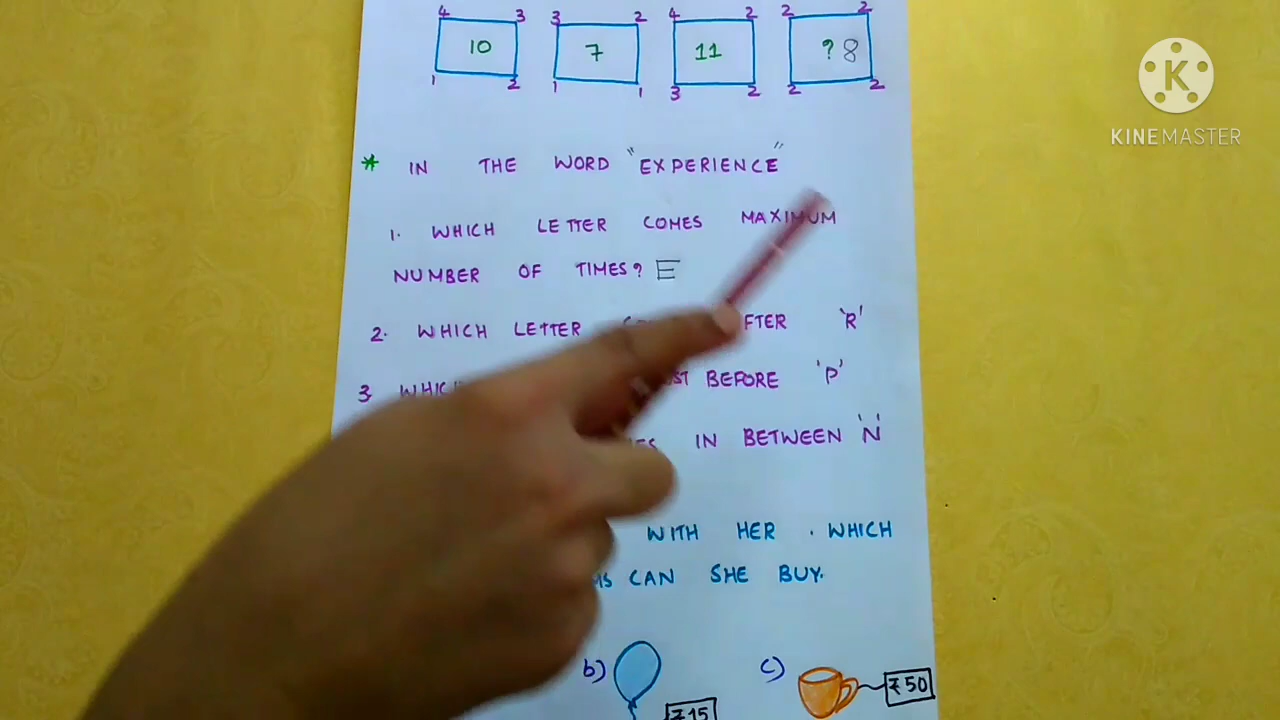 4 3 3 2 4 2 2 2
10 7 11 ? 8
1 2 1 1 3 2 2 2
* IN THE WORD "EXPERIENCE"
1. WHICH LETTER COMES MAXIMUM
NUMBER OF TIMES? E
2. WHICH LETTER AFTER 'R'
3 BEFORE 'P'
IN BETWEEN 'N'
WITH HER. WHICH
CAN SHE BUY.
b) c)
₹15 ₹50
K
KINEMASTER